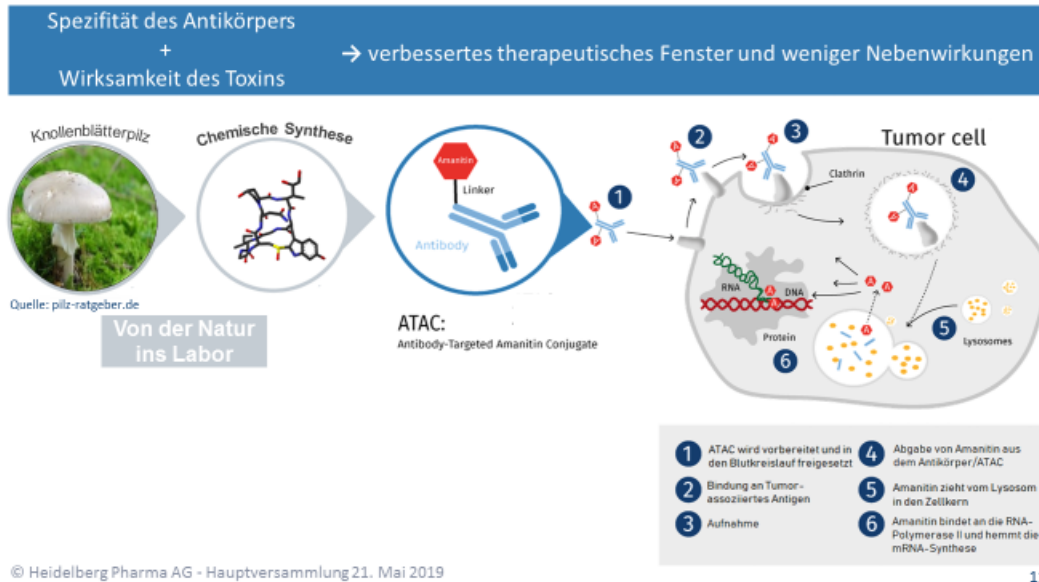 Spezifität des Antikörpers
+
Wirksamkeit des Toxins
→ verbessertes therapeutisches Fenster und weniger Nebenwirkungen
Knollenblätterpilz
Chemische Synthese
Amanitin
Linker
Antibody
1
2
3
Tumor cell
Clathrin
4
A
A
A
A
A
A
A
A
RNA
DNA
A
A
A
A
A
Protein
6
5
Lysosomes
Quelle: pilz-ratgeber.de
Von der Natur
ins Labor
ATAC:
Antibody-Targeted Amanitin Conjugate
1 ATAC wird vorbereitet und in
den Blutkreislauf freigesetzt
2 Bindung an Tumor-
assoziiertes Antigen
3 Aufnahme
4 Abgabe von Amanitin aus
dem Antikörper/ATAC
5 Amanitin zieht vom Lysosom
in den Zellkern
6 Amanitin bindet an die RNA-
Polymerase II und hemmt die
mRNA-Synthese
© Heidelberg Pharma AG - Hauptversammlung 21. Mai 2019